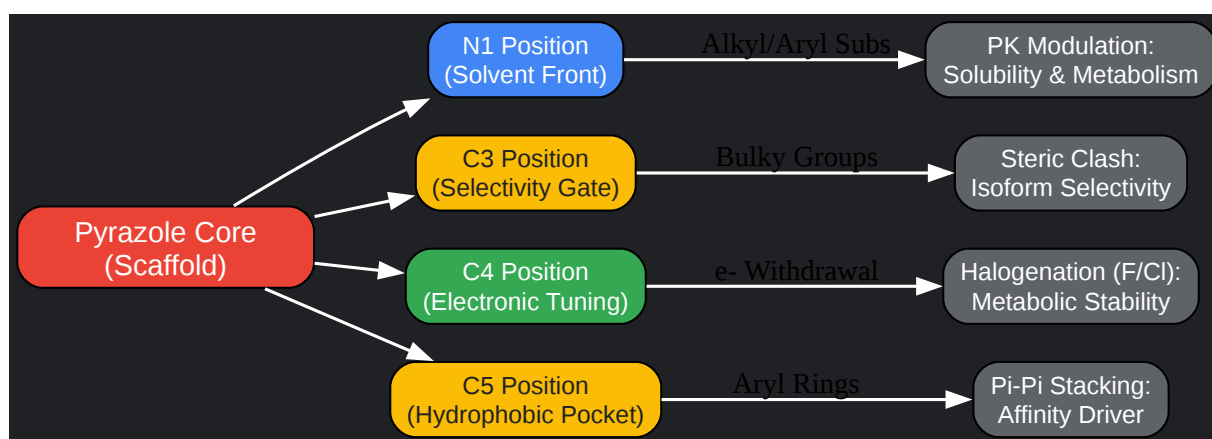 N1 Position
(Solvent Front)
Alkyl/Aryl Subs
PK Modulation:
Solubility & Metabolism
C3 Position
(Selectivity Gate)
Bulky Groups
Steric Clash:
Isoform Selectivity
Pyrazole Core
(Scaffold)
C4 Position
(Electronic Tuning)
e- Withdrawal
Halogenation (F/Cl):
Metabolic Stability
C5 Position
(Hydrophobic Pocket)
Aryl Rings
Pi-Pi Stacking:
Affinity Driver